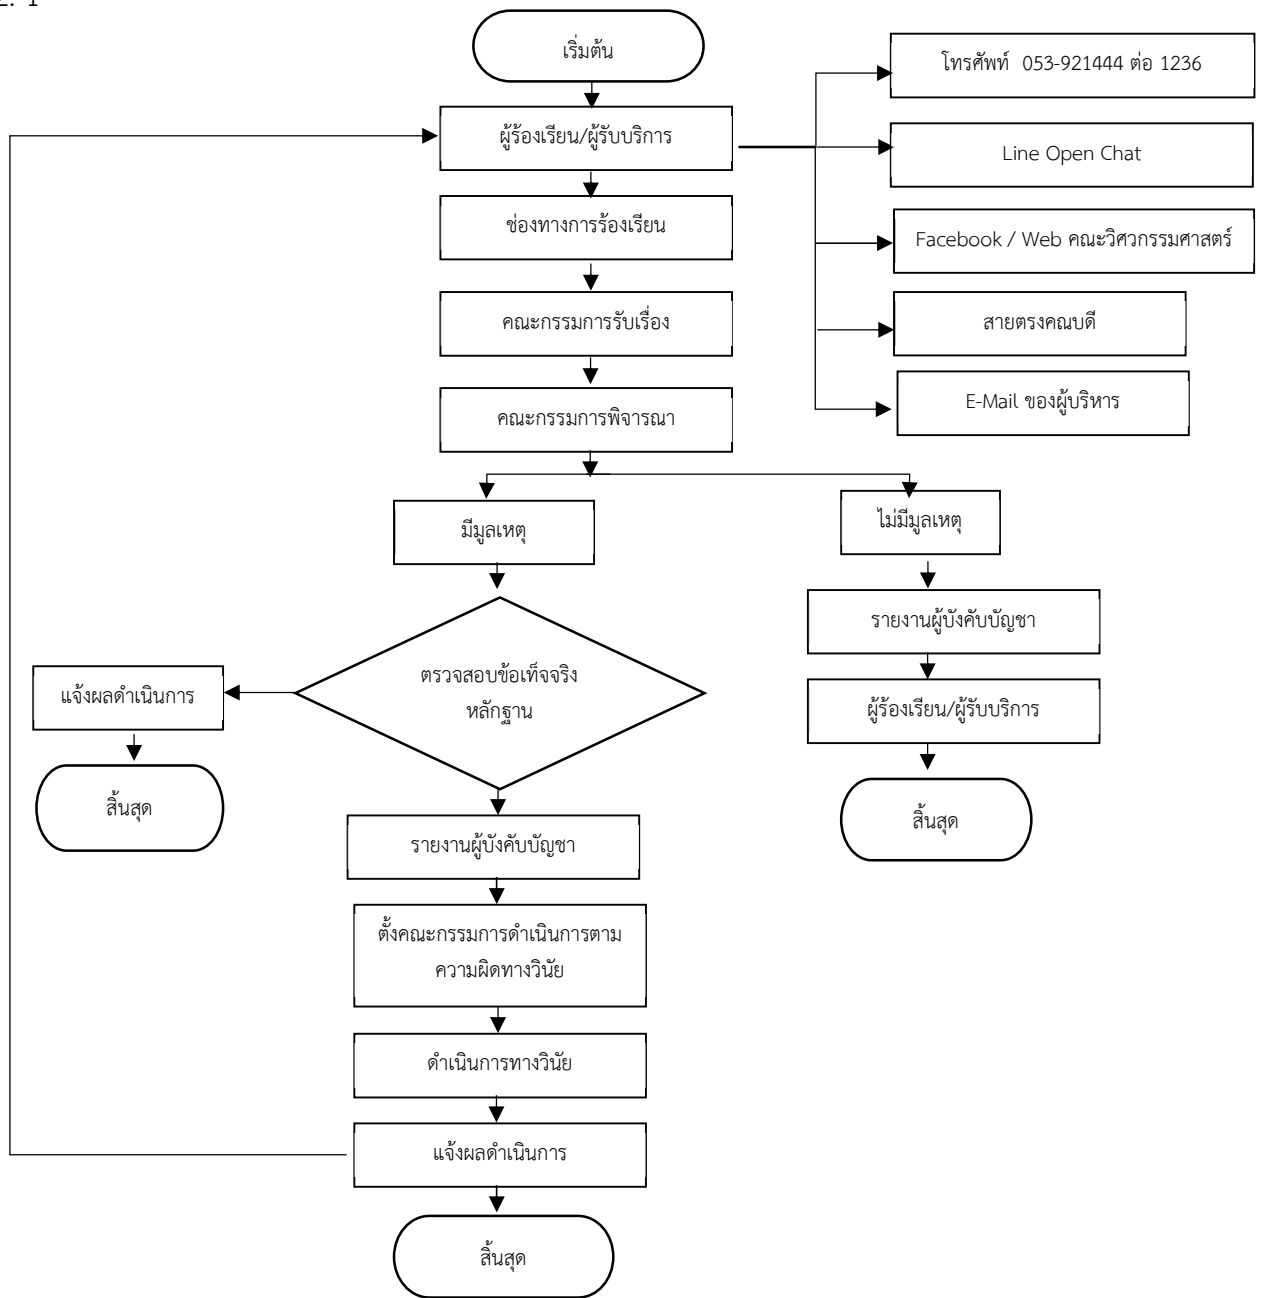 เริ่มต้น
ผู้ร้องเรียน/ผู้รับบริการ
ช่องทางการร้องเรียน
คณะกรรมการรับเรื่อง
คณะกรรมการพิจารณา
โทรศัพท์ 053-921444 ต่อ 1236
Line Open Chat
Facebook / Web คณะวิศวกรรมศาสตร์
สายตรงคณบดี
E-Mail ของผู้บริหาร
มีมูลเหตุ
ไม่มีมูลเหตุ
ตรวจสอบข้อเท็จจริง
หลักฐาน
แจ้งผลดำเนินการ
สิ้นสุด
รายงานผู้บังคับบัญชา
ผู้ร้องเรียน/ผู้รับบริการ
สิ้นสุด
รายงานผู้บังคับบัญชา
ตั้งคณะกรรมการดำเนินการตาม
ความผิดทางวินัย
ดำเนินการทางวินัย
แจ้งผลดำเนินการ
สิ้นสุด